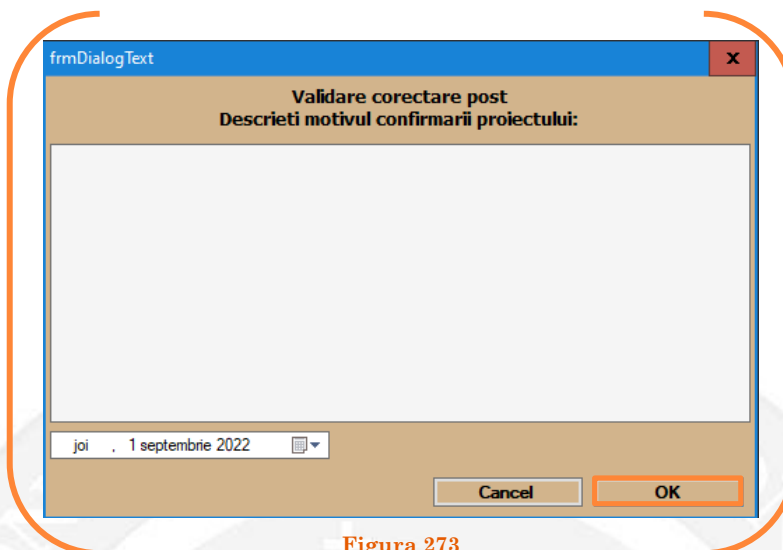 frmDialogText
x
Validare corectare post
Descrieti motivul confirmarii proiectului:
joi , 1 septembrie 2022
Cancel OK
Figura 273